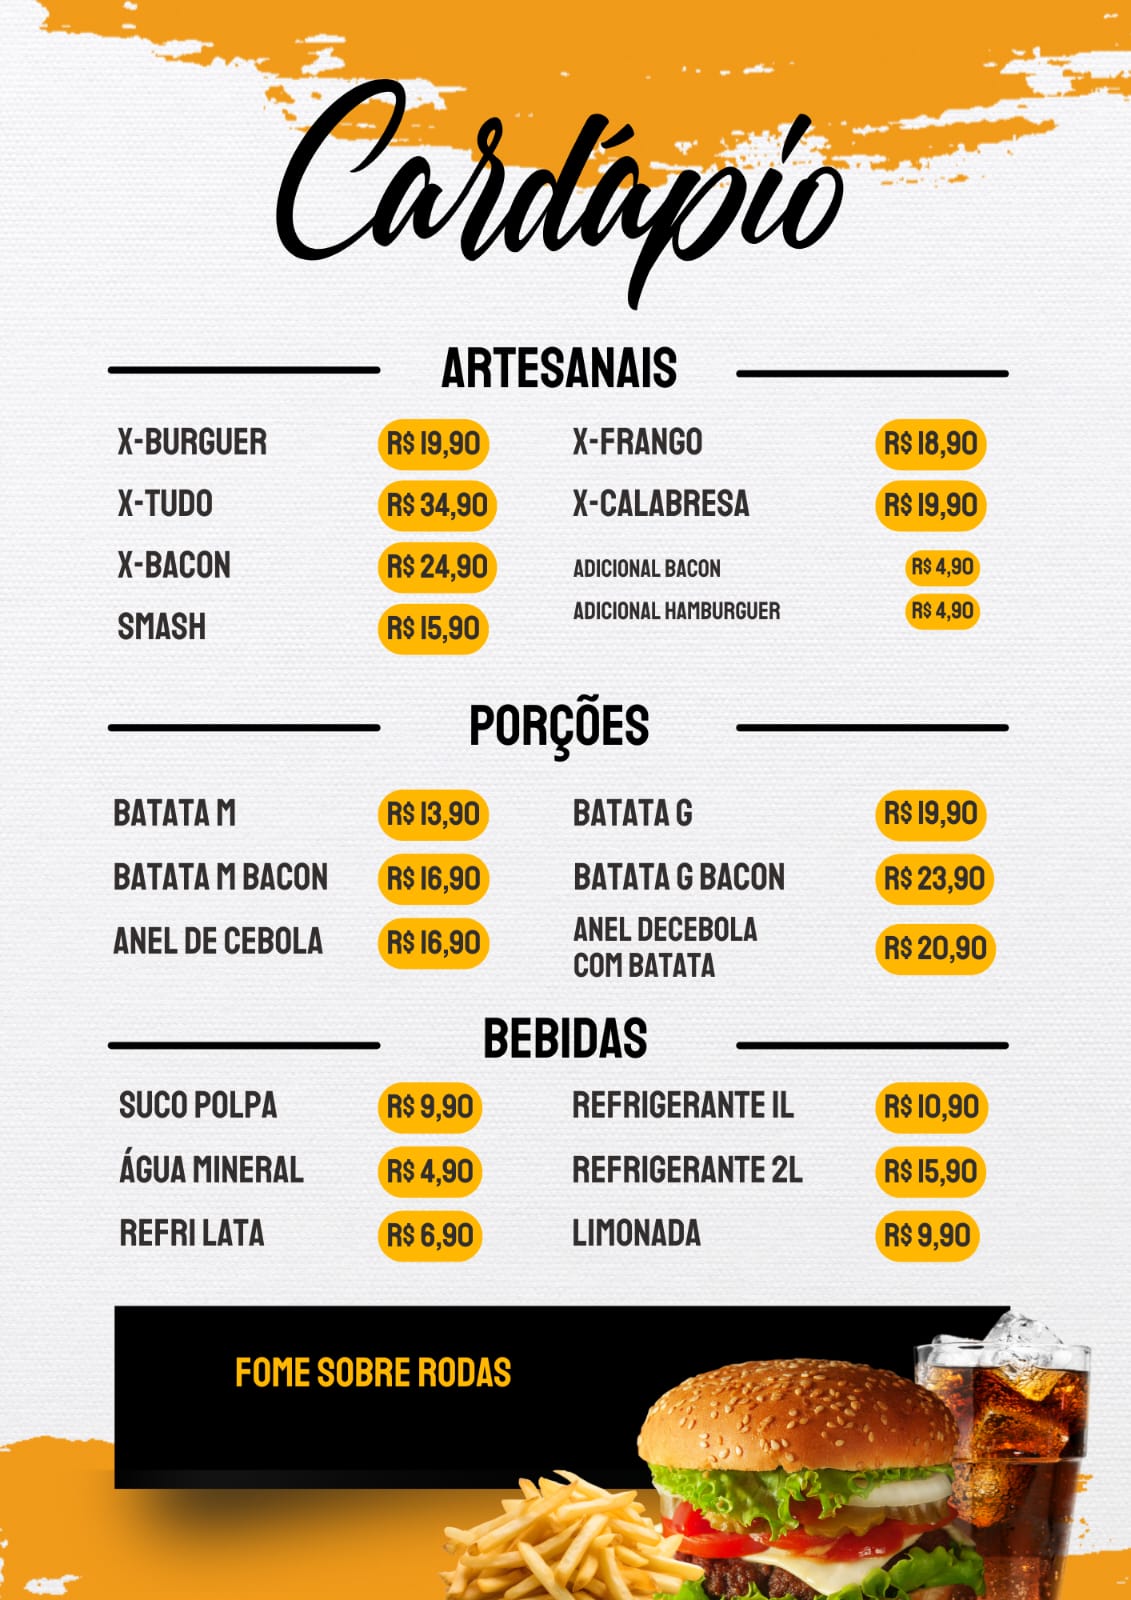 Cardápio
ARTESANAIS
X-BURGUER R$ 19,90 X-FRANGO R$ 18,90
X-TUDO R$ 34,90 X-CALABRESA R$ 19,90
X-BACON R$ 24,90 ADICIONAL BACON R$ 4,90
SMASH R$ 15,90 ADICIONAL HAMBURGUER R$ 4,90
PORÇÕES
BATATA M R$ 13,90 BATATA G R$ 19,90
BATATA M BACON R$ 16,90 BATATA G BACON R$ 23,90
ANEL DE CEBOLA R$ 16,90 ANEL DECEBOLA
COM BATATA R$ 20,90
BEBIDAS
SUCO POLPA R$ 9,90 REFRIGERANTE 1L R$ 10,90
ÁGUA MINERAL R$ 4,90 REFRIGERANTE 2L R$ 15,90
REFRI LATA R$ 6,90 LIMONADA R$ 9,90
FOME SOBRE RODAS